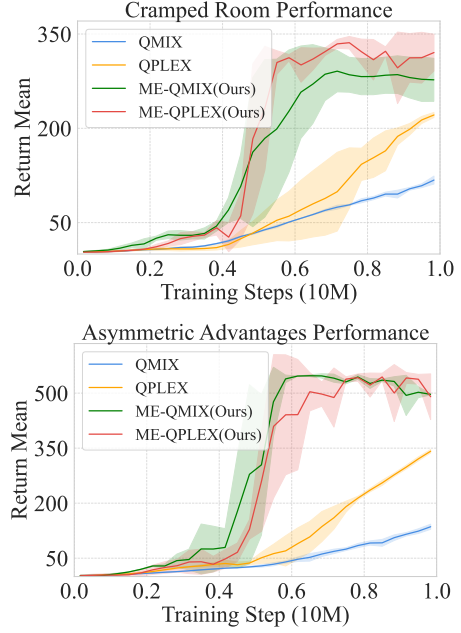 Cramped Room Performance
350
200
50
Return Mean
QMIX
QPLEX
ME-QMIX(Ours)
ME-QPLEX(Ours)
0.0 0.2 0.4 0.6 0.8 1.0
Training Steps (10M)
Asymmetric Advantages Performance
500
350
200
50
Return Mean
QMIX
QPLEX
ME-QMIX(Ours)
ME-QPLEX(Ours)
0.0 0.2 0.4 0.6 0.8 1.0
Training Step (10M)